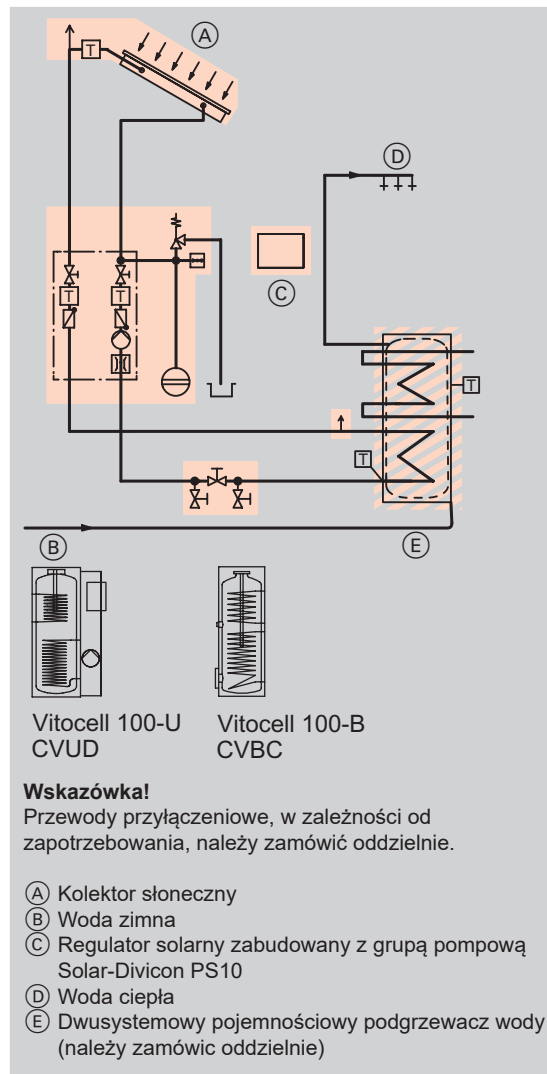 A
T
D
C
T
T
T
T
B
E
Vitocell 100-U
CVUD
Vitocell 100-B
CVBC
Wskazówka!
Przewody przyłączeniowe, w zależności od
zapotrzebowania, należy zamówić oddzielnie.
A Kolektor słoneczny
B Woda zimna
C Regulator solarny zabudowany z grupą pompową
Solar-Divicon PS10
D Woda ciepła
E Dwusystemowy pojemnościowy podgrzewacz wody
(należy zamówic oddzielnie)